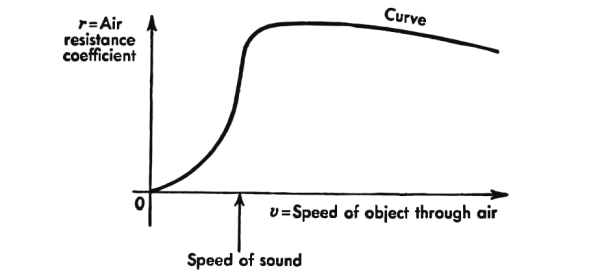 r=Air
resistance
coefficient
Curve
0
v=Speed of object through air
Speed of sound